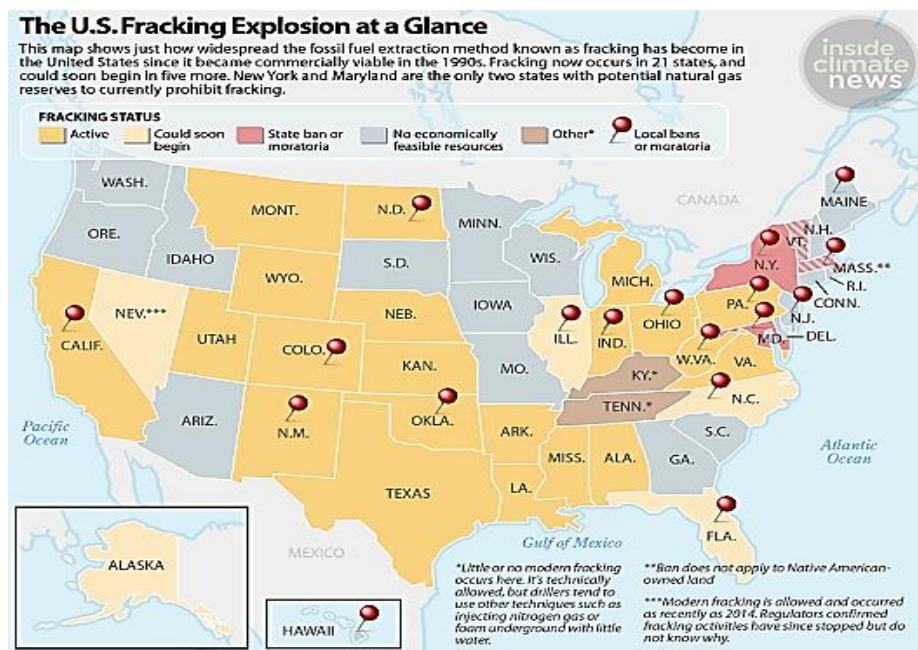 The U.S. Fracking Explosion at a Glance
This map shows just how widespread the fossil fuel extraction method known as fracking has become in
the United States since it became commercially viable in the 1990s. Fracking now occurs in 21 states, and
could soon begin in five more. New York and Maryland are the only two states with potential natural gas
reserves to currently prohibit fracking.
inside
climate
news
FRACKING STATUS
Active
Could soon
begin
State ban or
moratoria
No economically
feasible resources
Other*
Local bans
or moratoria
WASH.
MONT.
N.D.
MINN.
CANADA
MAINE
ORE.
IDAHO
S.D.
WIS.
VT.
N.H.
N.Y.
MASS.**
R.I.
CONN.
WYO.
MICH.
IOWA
PA.
N.J.
NEV.***
NEB.
OHIO
MD.
DEL.
CALIF.
UTAH
COLO.
ILL.
IND.
W.VA.
VA.
KAN.
MO.
KY.*
N.C.
ARIZ.
N.M.
OKLA.
ARK.
TENN.*
S.C.
Pacific
Ocean
Atlantic
Ocean
MISS.
ALA.
GA.
TEXAS
LA.
FLA.
MEXICO
Gulf of Mexico
ALASKA
HAWAII
*Little or no modern fracking
occurs here. It's technically
allowed, but drillers tend to
use other techniques such as
injecting nitrogen gas or
foam underground with little
water.
**Ban does not apply to Native American-
owned land
***Modern fracking is allowed and occurred
as recently as 2014. Regulators confirmed
fracking activities have since stopped but do
not know why.